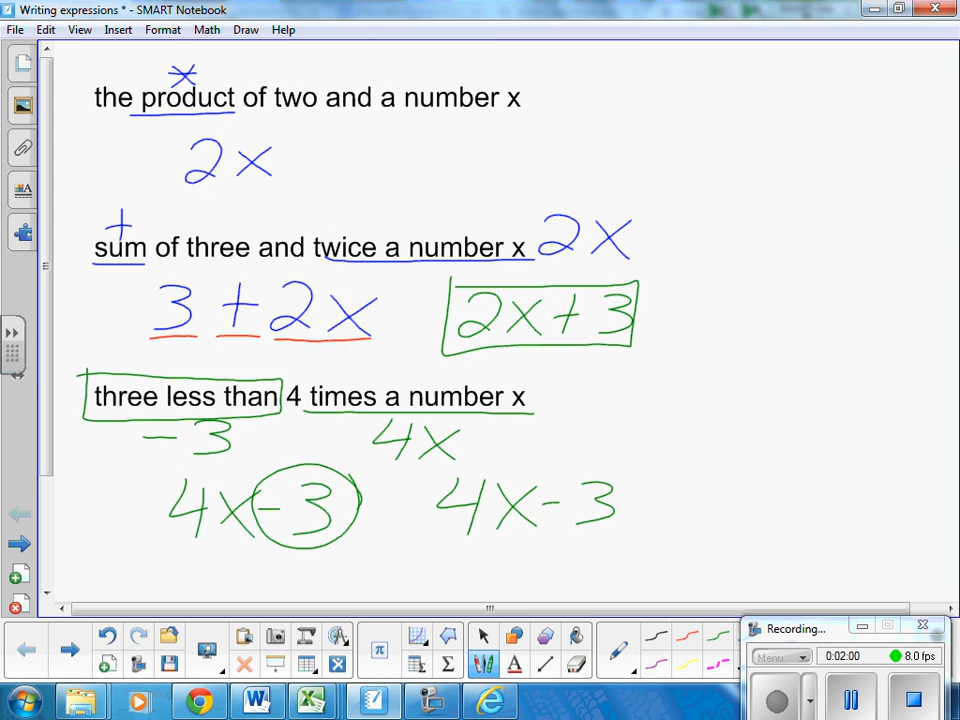 Writing expressions * - SMART Notebook
File Edit View Insert Format Math Draw Help
*
the product of two and a number x
2x
+
sum of three and twice a number x 2x
3 + 2x 2x + 3
three less than 4 times a number x
- 3 4x
4x - 3 4x - 3
Recording...
Menu 0:02:00 8.0 fps